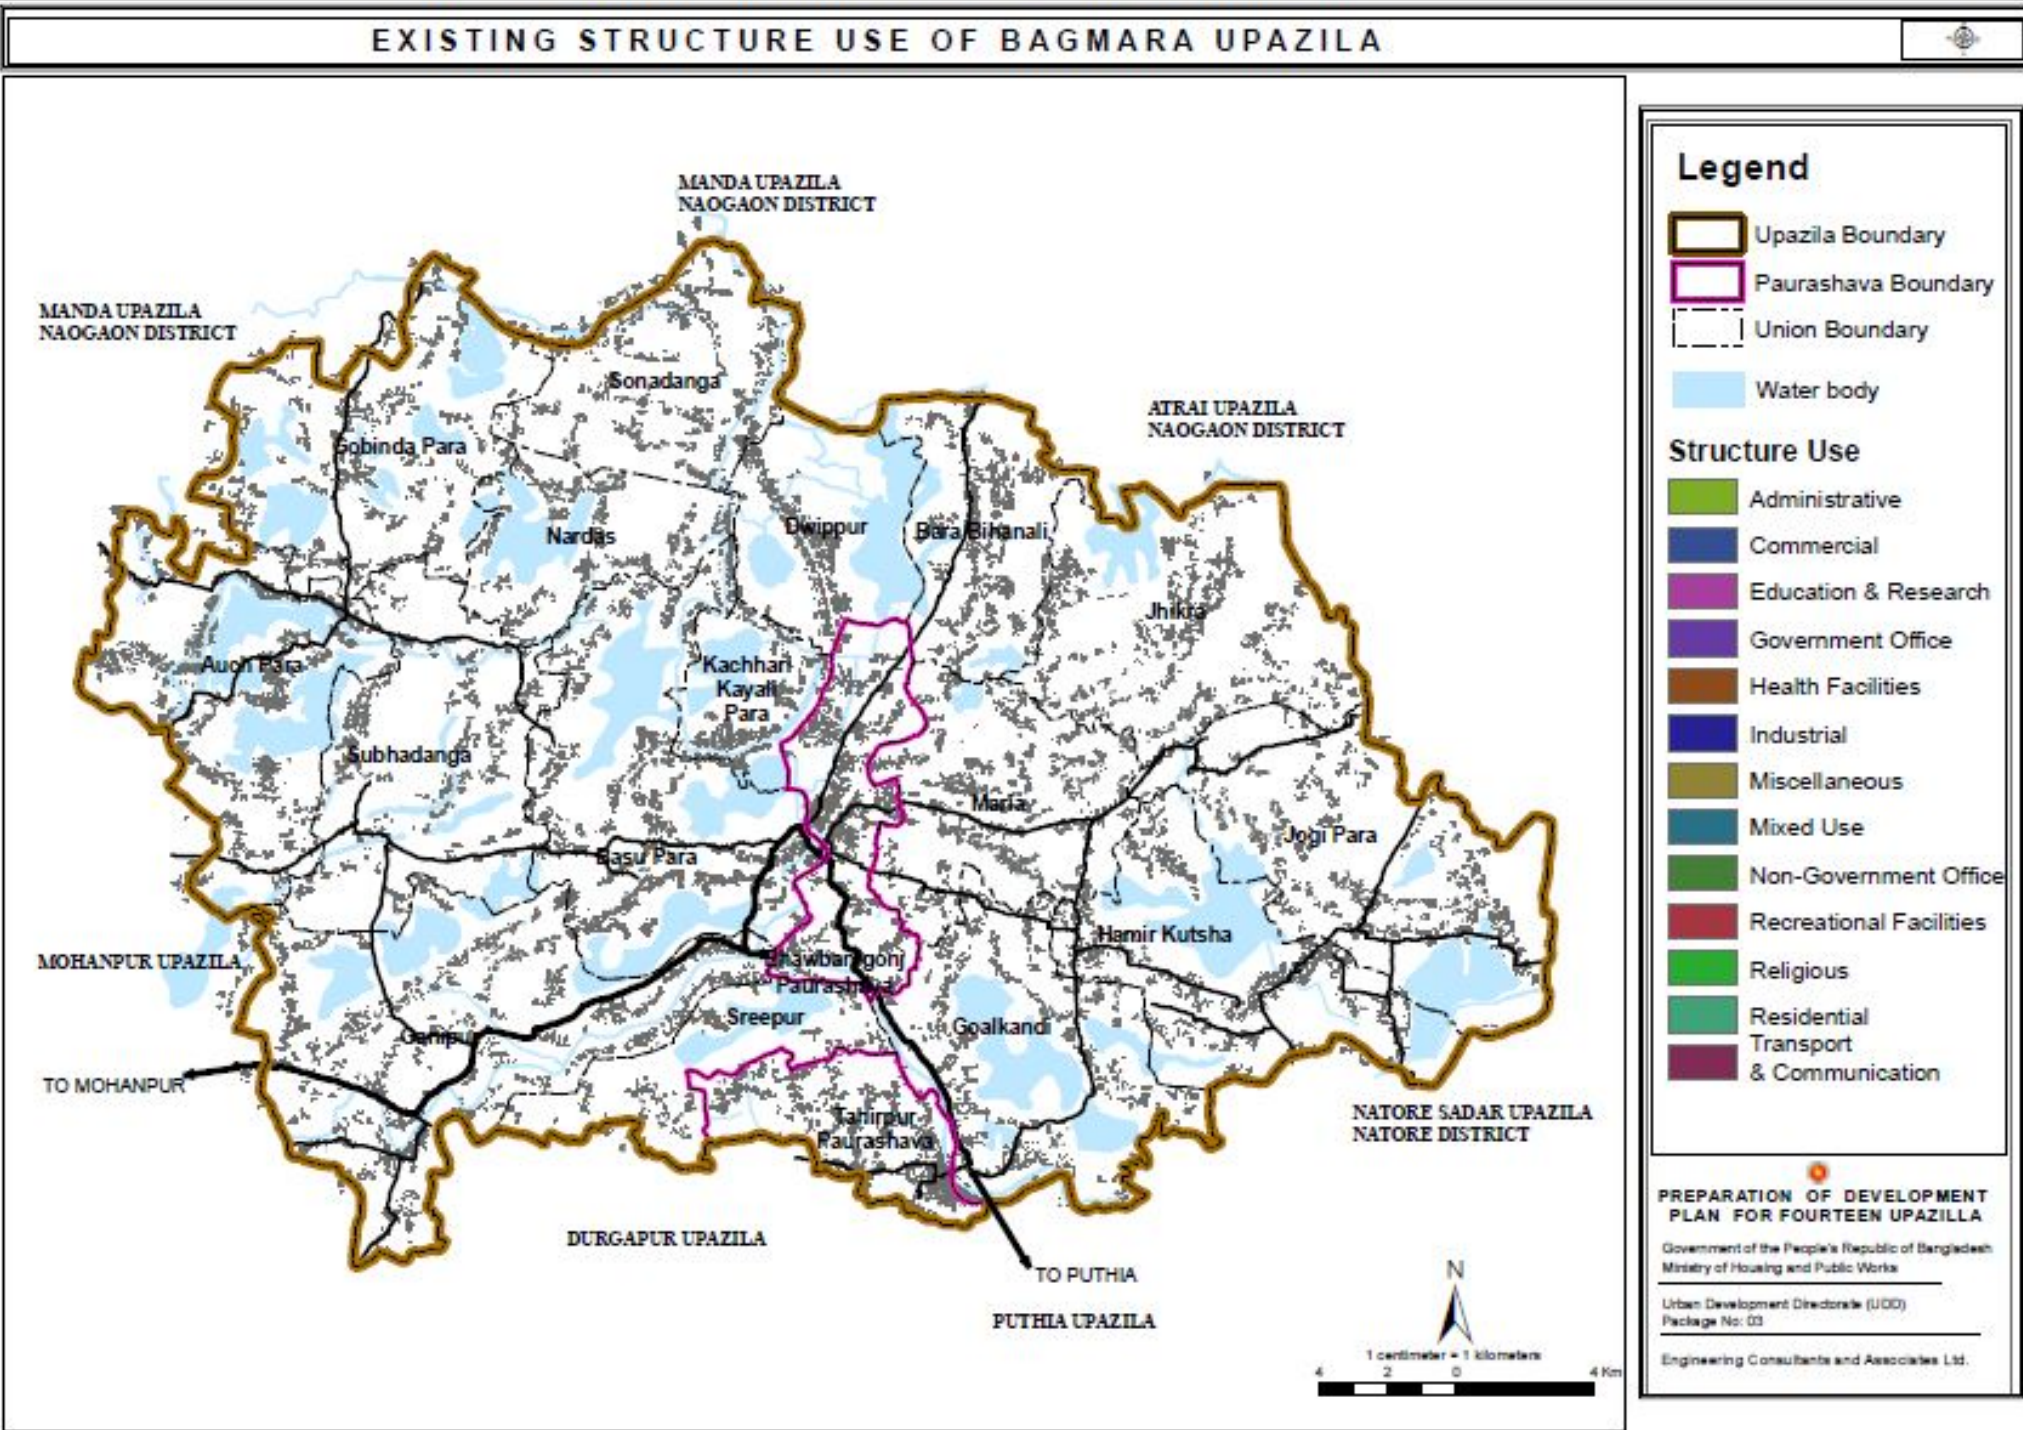 EXISTING STRUCTURE USE OF BAGMARA UPAZILA
MANDA UPAZILA
NAOGAON DISTRICT
MANDA UPAZILA
NAOGAON DISTRICT
ATRAI UPAZILA
NAOGAON DISTRICT
Sonadanga
Gobinda Para
Nardas
Dwippur
Bara Bihanali
Jhikra
Auch Para
Kachhari
Kayali
Para
Subhadanga
Maria
Jogi Para
Basu Para
Hamir Kutsha
MOHANPUR UPAZILA
Bhawbanigonj
Paurashava
Sreepur
Goalkandi
Ganipur
TO MOHANPUR
Tahirpur
Paurashava
NATORE SADAR UPAZILA
NATORE DISTRICT
DURGAPUR UPAZILA
TO PUTHIA
PUTHIA UPAZILA
N
1 centimeter = 1 kilometers
4 2 0 4 Km
Legend
Upazila Boundary
Paurashava Boundary
Union Boundary
Water body
Structure Use
Administrative
Commercial
Education & Research
Government Office
Health Facilities
Industrial
Miscellaneous
Mixed Use
Non-Government Office
Recreational Facilities
Religious
Residential
Transport
& Communication
PREPARATION OF DEVELOPMENT
PLAN FOR FOURTEEN UPAZILLA
Government of the People's Republic of Bangladesh
Ministry of Housing and Public Works
Urban Development Directorate (UDD)
Package No: 03
Engineering Consultants and Associates Ltd.